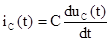 i_C (t) = C du_C (t) / dt